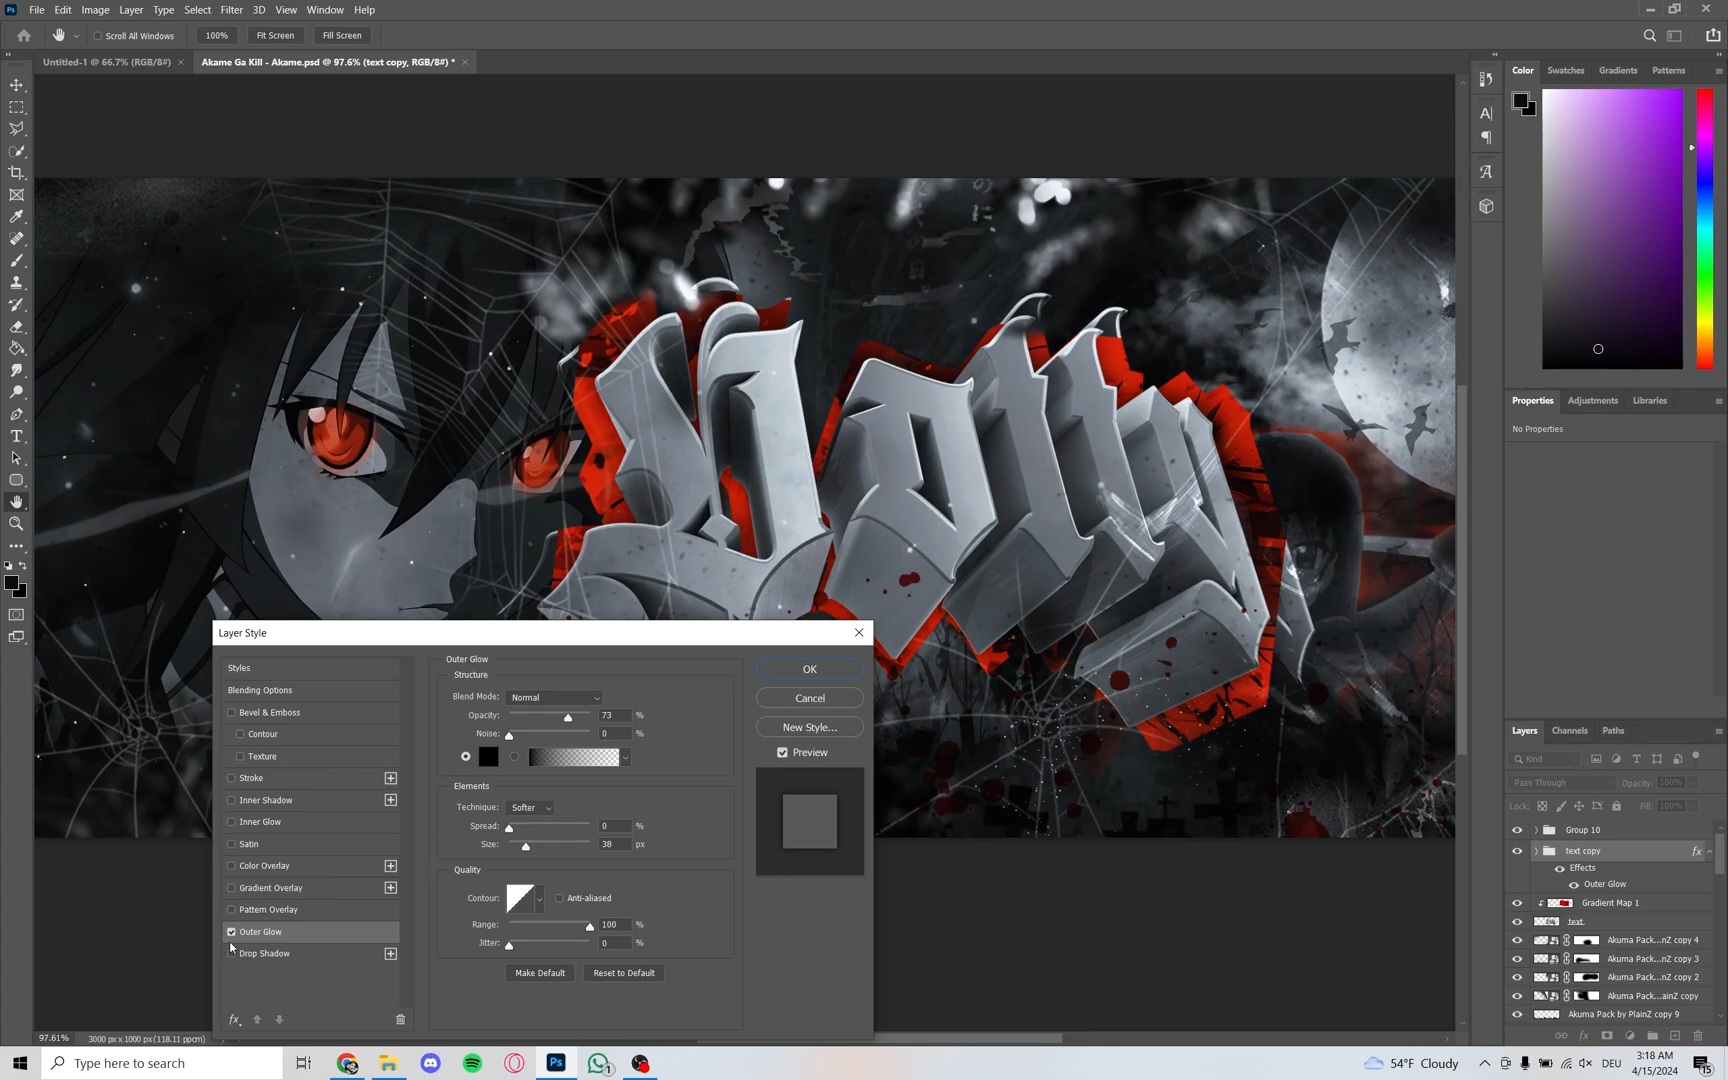 File Edit Image Layer Type Select Filter 3D View Window Help
Scroll All Windows 100% Fit Screen Fill Screen
Untitled-1 @ 66.7% (RGB/8#) × Akame Ga Kill - Akame.psd @ 97.6% (text copy, RGB/8#) * ×
Color Swatches Gradients Patterns
Properties Adjustments Libraries
No Properties
Layer Style
Styles
Blending Options
Bevel & Emboss
Contour
Texture
Stroke
Inner Shadow
Inner Glow
Satin
Color Overlay
Gradient Overlay
Pattern Overlay
Outer Glow
Drop Shadow
fx
Outer Glow
Structure
Blend Mode: Normal
Opacity: 73 %
Noise: 0 %
Elements
Technique: Softer
Spread: 0 %
Size: 38 px
Quality
Contour: Anti-aliased
Range: 100 %
Jitter: 0 %
Make Default Reset to Default
OK
Cancel
New Style...
Preview
Layers Channels Paths
Kind
Pass Through Opacity: 100%
Lock: Fill: 100%
Group 10
text copy fx
Effects
Outer Glow
Gradient Map 1
text
Akuma Pack...nZ copy 4
Akuma Pack...nZ copy 3
Akuma Pack...nZ copy 2
Akuma Pack...ainZ copy
Akuma Pack by PlainZ copy 9
97.61% 3000 px x 1000 px (118.11 ppcm)
Type here to search
54°F Cloudy DEU 3:18 AM
4/15/2024
15